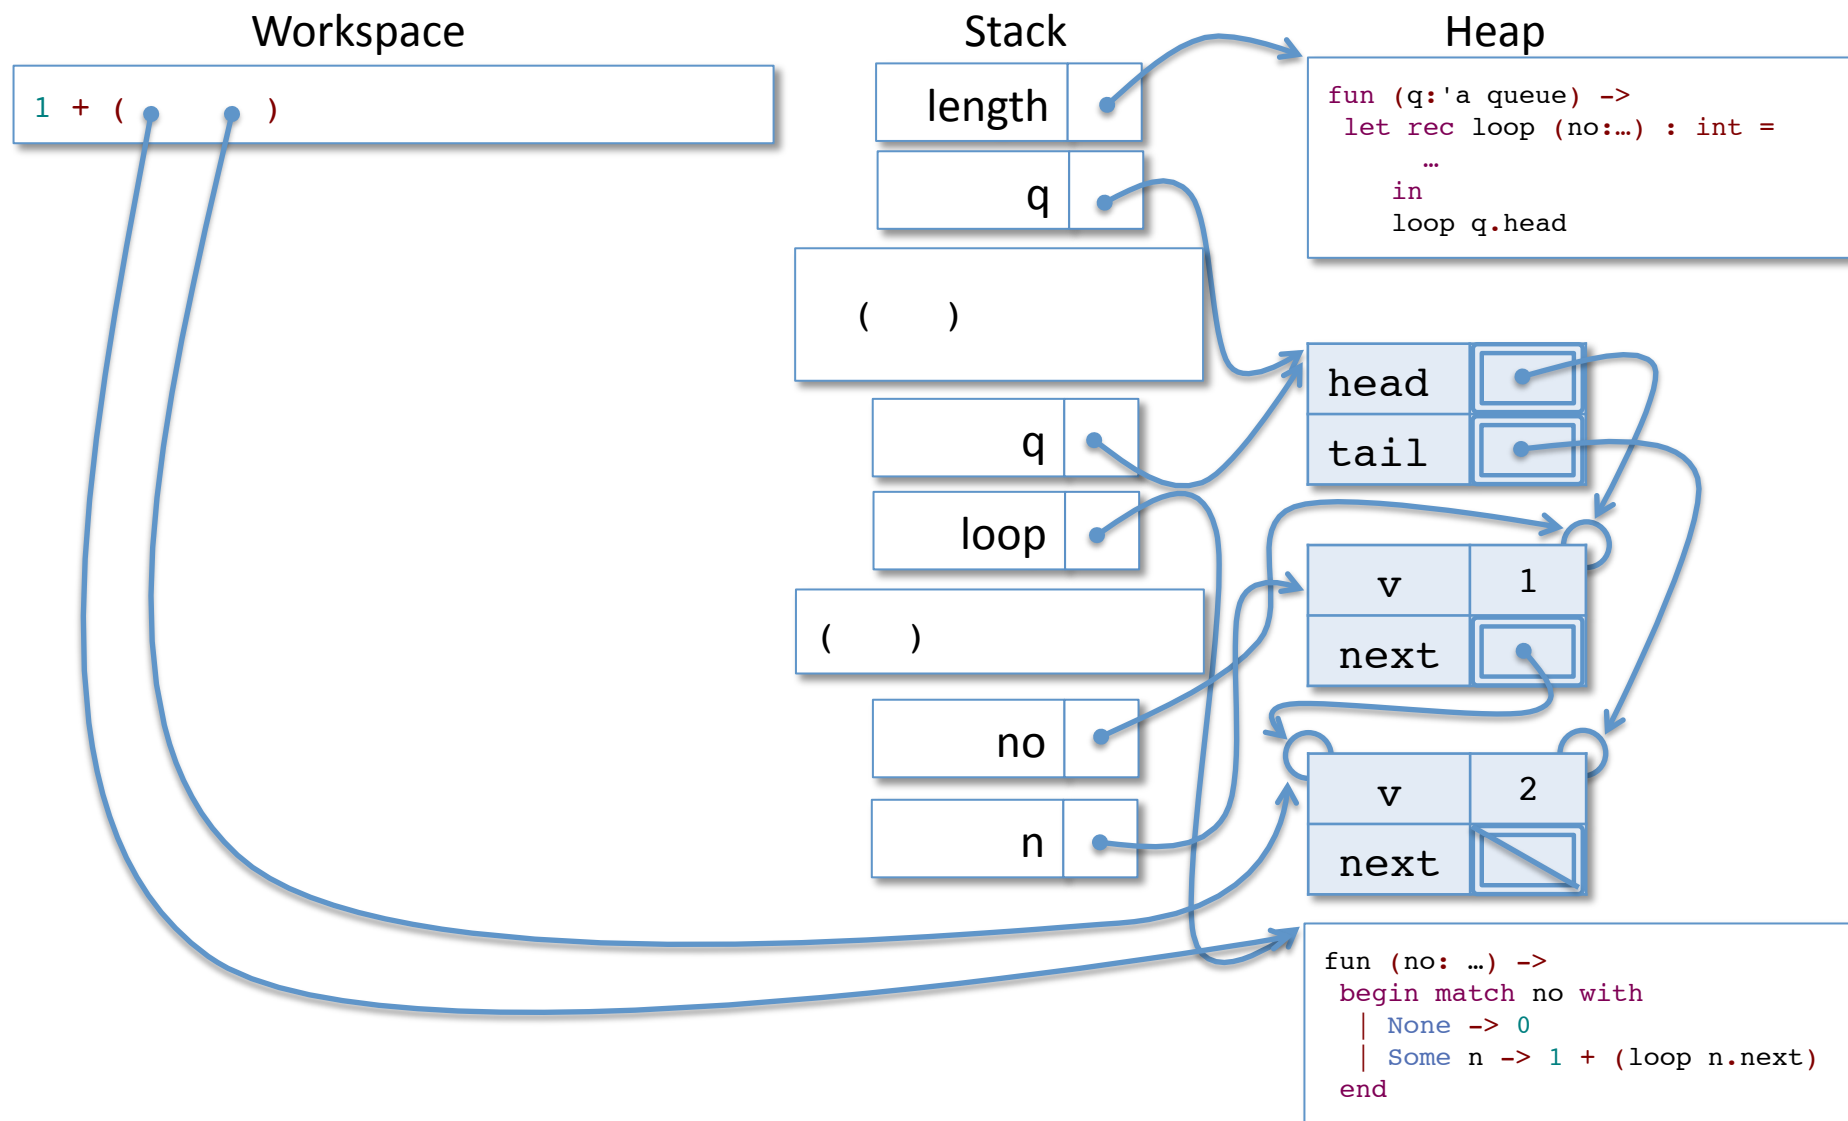 Workspace
Stack
Heap
1 + (      )
length
q
(    )
q
loop
(    )
no
n
fun (q:'a queue) ->
let rec loop (no:…) : int =
…
in
loop q.head
head
tail
v 1
next
v 2
next
fun (no: …) ->
begin match no with
| None -> 0
| Some n -> 1 + (loop n.next)
end